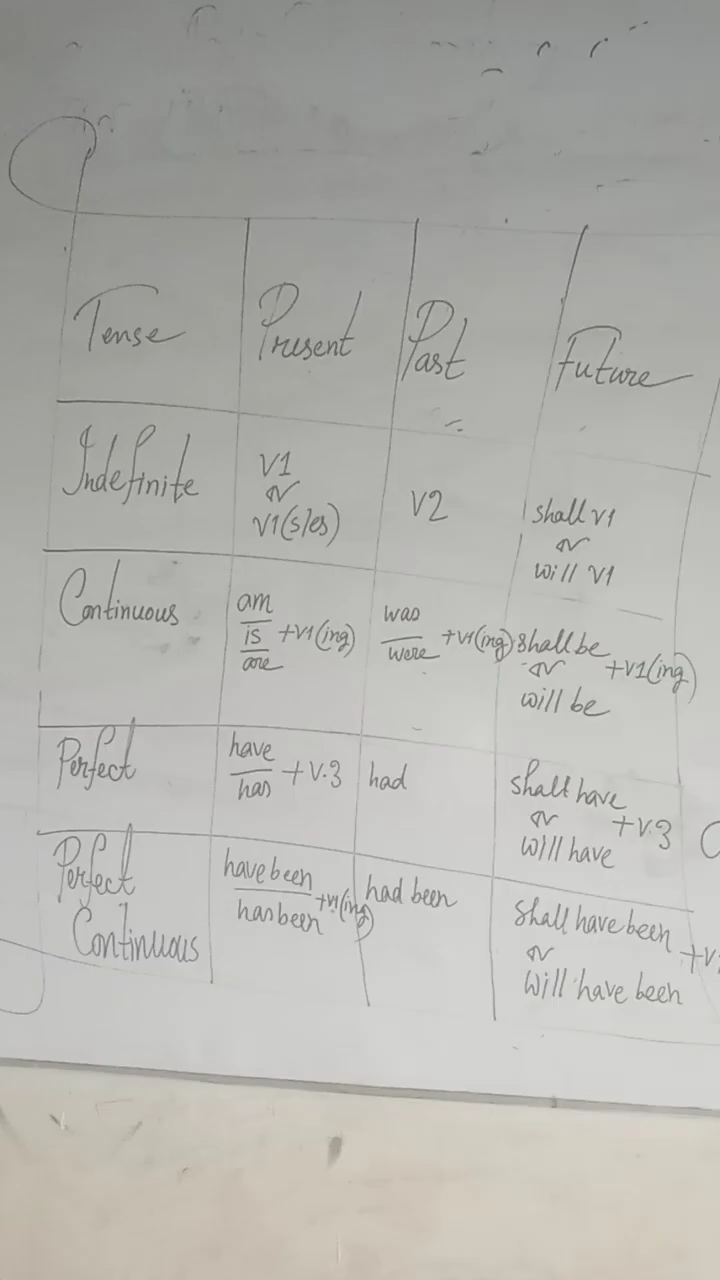 Tense Present Past Future
Indefinite V1 or V1(s/es) V2 shall V1 or will V1
Continuous am is are +V1(ing) was were +V1(ing) shall be or will be +V1(ing)
Perfect have has +V.3 had shall have or will have +V.3
Perfect Continuous have been has been +V1(ing) had been shall have been or will have been